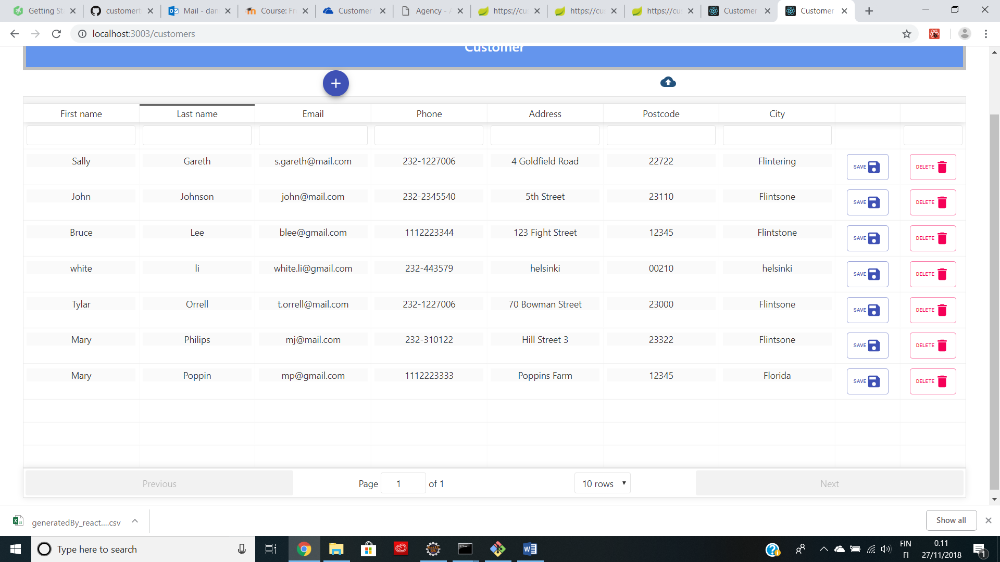 Getting Sta
customert
Mail - dan
Course: Fr
Customer
Agency - A
https://cus
https://cus
https://cus
Customer
Customer
localhost:3003/customers
Customer
First name Last name Email Phone Address Postcode City
Sally Gareth s.gareth@mail.com 232-1227006 4 Goldfield Road 22722 Flintering SAVE DELETE
John Johnson john@mail.com 232-2345540 5th Street 23110 Flintsone SAVE DELETE
Bruce Lee blee@gmail.com 1112223344 123 Fight Street 12345 Flintstone SAVE DELETE
white li white.li@gmail.com 232-443579 helsinki 00210 helsinki SAVE DELETE
Tylar Orrell t.orrell@mail.com 232-1227006 70 Bowman Street 23000 Flintsone SAVE DELETE
Mary Philips mj@mail.com 232-310122 Hill Street 3 23322 Flintsone SAVE DELETE
Mary Poppin mp@gmail.com 1112223333 Poppins Farm 12345 Florida SAVE DELETE
Previous Page 1 of 1 10 rows Next
generatedBy_react....csv
Show all
Type here to search
FIN
FI
0.11
27/11/2018
1